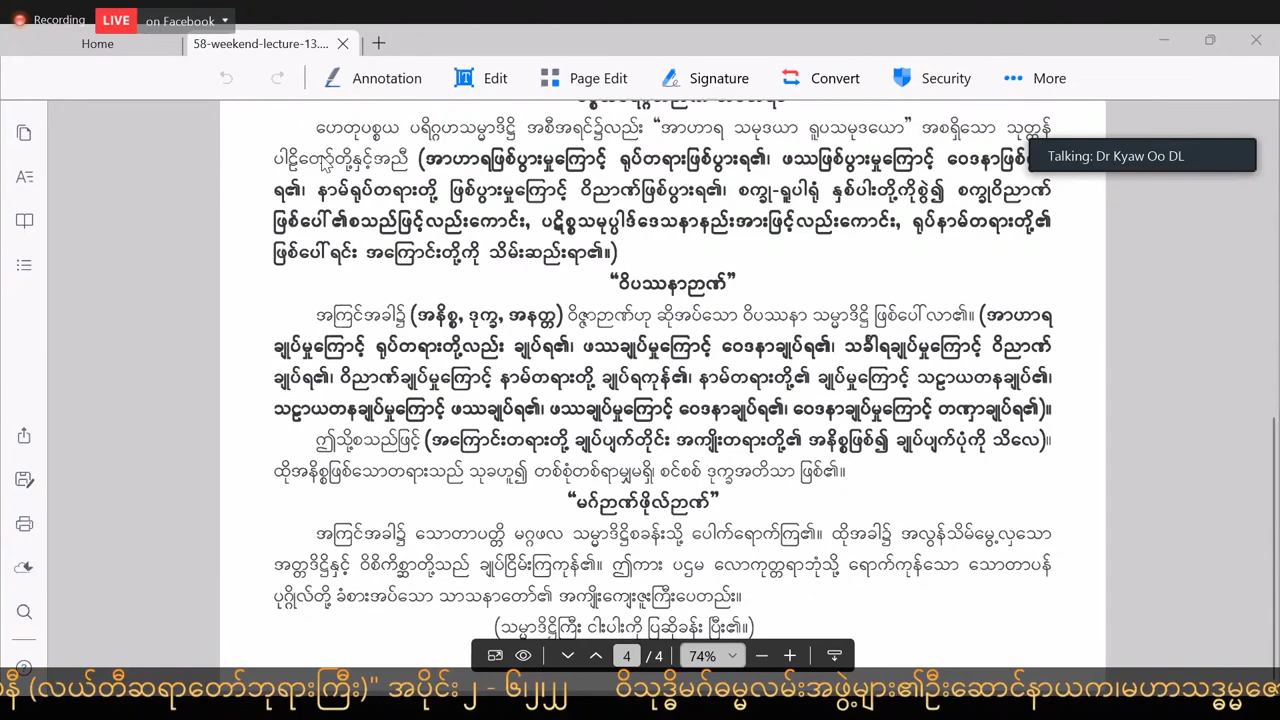 Recording LIVE on Facebook
Home 58-weekend-lecture-13....
Annotation Edit Page Edit Signature Convert Security More
ဟေတုပစ္စယ ပရိဂ္ဂဟသမ္မာဒိဋ္ဌိ အစီအရင်၌လည်း “အာဟာရ သမုဒယာ ရူပသမုဒယော” အစရှိသော သုတ္တန်
Talking: Dr Kyaw Oo DL
ပါဠိတော်တို့နှင့်အညီ (အာဟာရဖြစ်ပွားမှုကြောင့် ရုပ်တရားဖြစ်ပွားရ၏၊ ဖဿဖြစ်ပွားမှုကြောင့် ဝေဒနာဖြစ်
ရ၏၊ နာမ်ရုပ်တရားတို့ ဖြစ်ပွားမှုကြောင့် ဝိညာဏ်ဖြစ်ပွားရ၏၊ စက္ခု-ရူပါရုံ နှစ်ပါးတို့ကိုစွဲ၍ စက္ခုဝိညာဏ်
ဖြစ်ပေါ်၏စသည်ဖြင့်လည်းကောင်း, ပဋိစ္စသမုပ္ပါဒ်ဒေသနာနည်းအားဖြင့်လည်းကောင်း, ရုပ်နာမ်တရားတို့၏
ဖြစ်ပေါ်ရင်း အကြောင်းတို့ကို သိမ်းဆည်းရာ၏။)
“ဝိပဿနာဉာဏ်”
အကြင်အခါ၌ (အနိစ္စ, ဒုက္ခ, အနတ္တ) ဝိဇ္ဇာဉာဏ်ဟု ဆိုအပ်သော ဝိပဿနာ သမ္မာဒိဋ္ဌိ ဖြစ်ပေါ်လာ၏။ (အာဟာရ
ချုပ်မှုကြောင့် ရုပ်တရားတို့လည်း ချုပ်ရ၏၊ ဖဿချုပ်မှုကြောင့် ဝေဒနာချုပ်ရ၏၊ သင်္ခါရချုပ်မှုကြောင့် ဝိညာဏ်
ချုပ်ရ၏၊ ဝိညာဏ်ချုပ်မှုကြောင့် နာမ်တရားတို့ ချုပ်ရကုန်၏၊ နာမ်တရားတို့၏ ချုပ်မှုကြောင့် သဠာယတနချုပ်၏၊
သဠာယတနချုပ်မှုကြောင့် ဖဿချုပ်ရ၏၊ ဖဿချုပ်မှုကြောင့် ဝေဒနာချုပ်ရ၏၊ ဝေဒနာချုပ်မှုကြောင့် တဏှာချုပ်ရ၏)။
ဤသို့စသည်ဖြင့် (အကြောင်းတရားတို့ ချုပ်ပျက်တိုင်း အကျိုးတရားတို့၏ အနိစ္စဖြစ်၍ ချုပ်ပျက်ပုံကို သိလေ)။
ထိုအနိစ္စဖြစ်သောတရားသည် သုခဟူ၍ တစ်စုံတစ်ရာမျှမရှိ၊ စင်စစ် ဒုက္ခအတိသာ ဖြစ်၏။
“မဂ်ဉာဏ်ဖိုလ်ဉာဏ်”
အကြင်အခါ၌ သောတာပတ္တိ မဂ္ဂဖလ သမ္မာဒိဋ္ဌိစခန်းသို့ ပေါက်ရောက်ကြ၏။ ထိုအခါ၌ အလွန်သိမ်မွေ့လှသော
အတ္တဒိဋ္ဌိနှင့် ဝိစိကိစ္ဆာတို့သည် ချုပ်ငြိမ်းကြကုန်၏။ ဤကား ပဌမ လောကုတ္တရာဘုံသို့ ရောက်ကုန်သော သောတာပန်
ပုဂ္ဂိုလ်တို့ ခံစားအပ်သော သာသနာတော်၏ အကျိုးကျေးဇူးကြီးပေတည်း။
(သမ္မာဒိဋ္ဌိကြီး ငါးပါးကို ပြဆိုခန်း ပြီး၏။)
4 / 4 74%
နီ (လယ်တီဆရာတော်ဘုရားကြီး)" အပိုင်း၂ - ၆၂၂၂ ဝိသုဒ္ဓိမဂ်ဓမ္မလမ်းအဖွဲ့များ၏ဦးဆောင်နာယက၊မဟာသဒ္ဓမ္မဇော